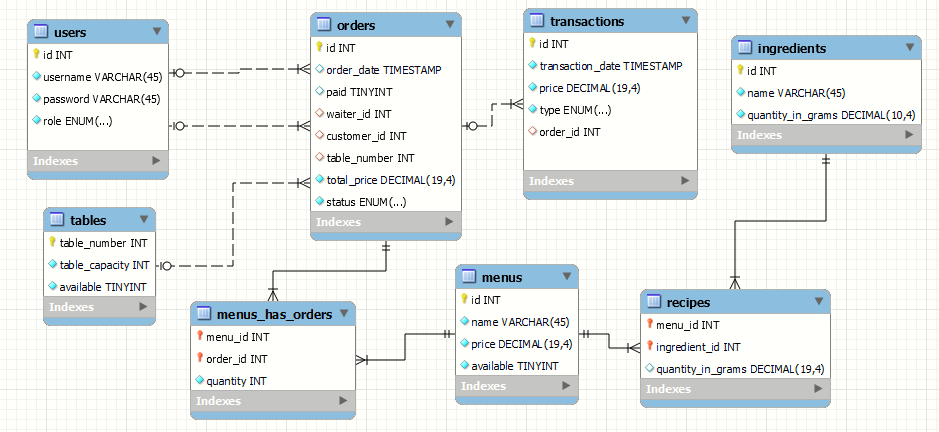 users
id INT
username VARCHAR(45)
password VARCHAR(45)
role ENUM(...)
Indexes
orders
id INT
order_date TIMESTAMP
paid TINYINT
waiter_id INT
customer_id INT
table_number INT
total_price DECIMAL(19,4)
status ENUM(...)
Indexes
transactions
id INT
transaction_date TIMESTAMP
price DECIMAL(19,4)
type ENUM(...)
order_id INT
Indexes
ingredients
id INT
name VARCHAR(45)
quantity_in_grams DECIMAL(10,4)
Indexes
tables
table_number INT
table_capacity INT
available TINYINT
Indexes
menus_has_orders
menu_id INT
order_id INT
quantity INT
Indexes
menus
id INT
name VARCHAR(45)
price DECIMAL(19,4)
available TINYINT
Indexes
recipes
menu_id INT
ingredient_id INT
quantity_in_grams DECIMAL(19,4)
Indexes